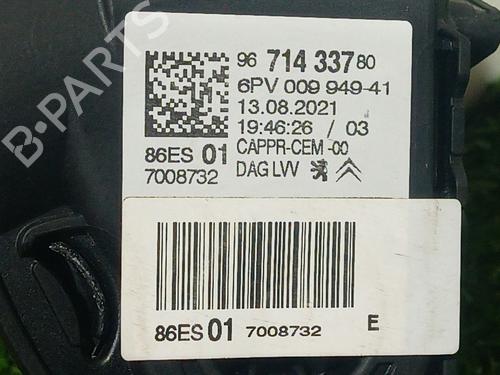 96 714 337 80
6PV 009 949-41
13.08.2021
19:46:26 / 03
86ES 01 CAPPR-CEM -00
7008732 DAG LVV
86ES 01 7008732 E